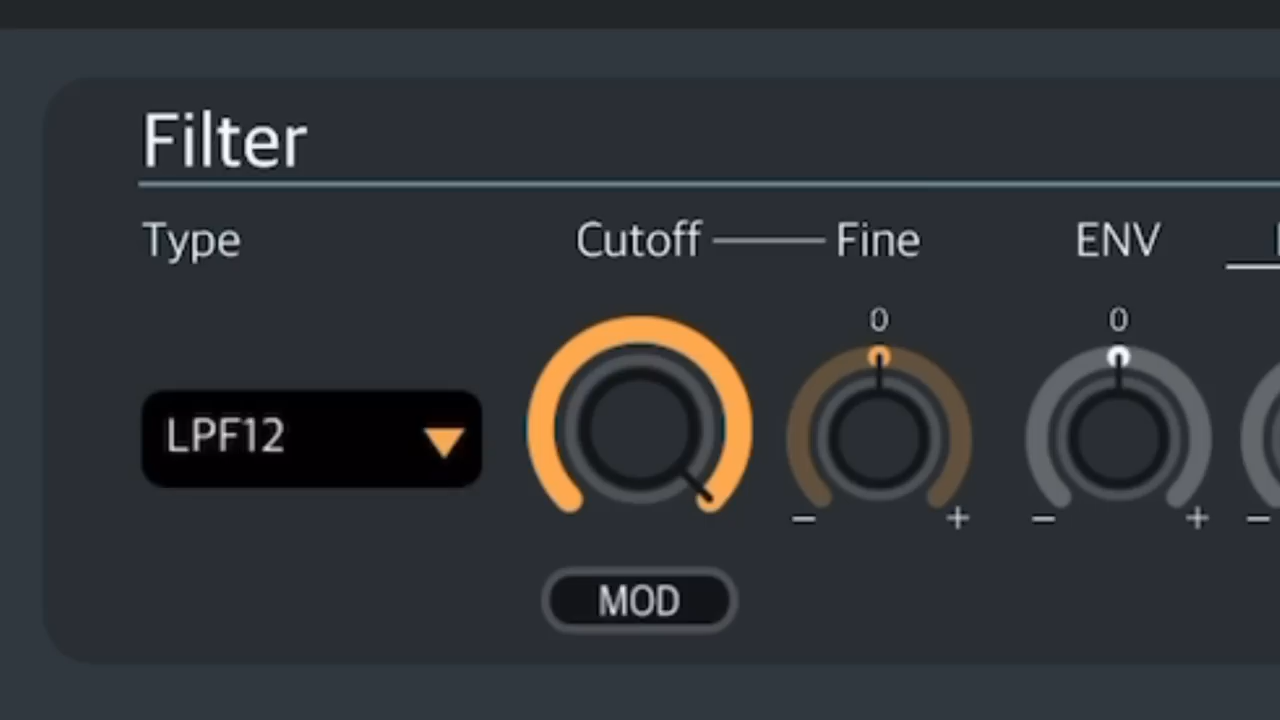 Filter
Type Cutoff Fine ENV
0 0
LPF12
− + − + −
MOD